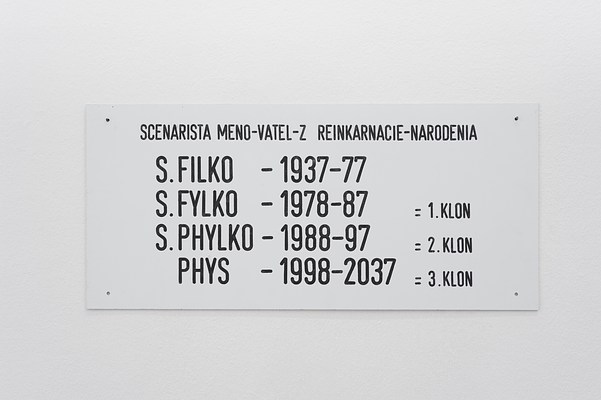 SCENARISTA MENO-VATEL-Z REINKARNACIE-NARODENIA
S.FILKO – 1937–77
S.FYLKO – 1978–87 = 1.KLON
S.PHYLKO – 1988–97 = 2.KLON
PHYS – 1998–2037 = 3.KLON